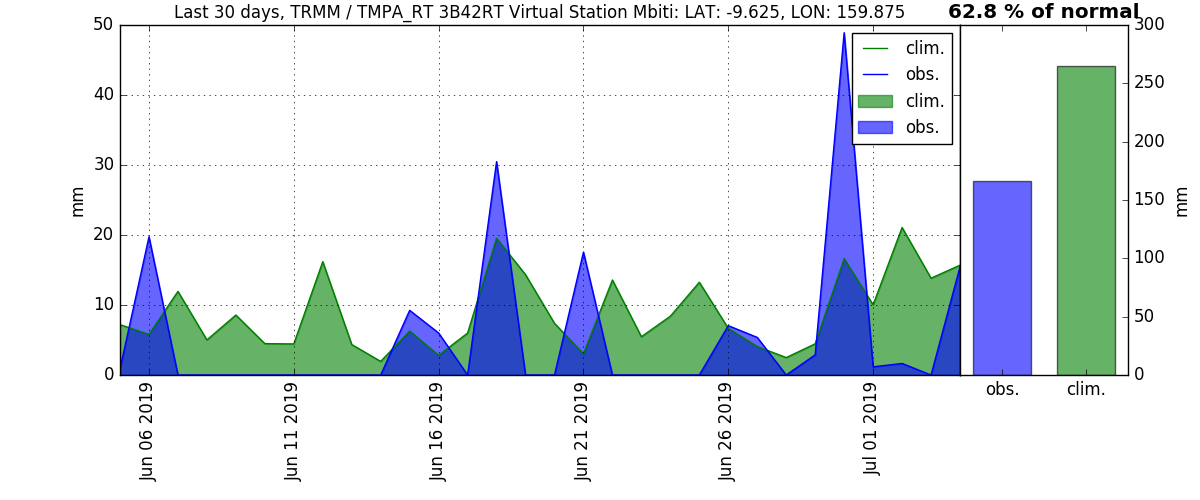 Last 30 days, TRMM / TMPA_RT 3B42RT Virtual Station Mbiti: LAT: -9.625, LON: 159.875
62.8 % of normal
50
40
30
20
10
0
mm
clim.
obs.
clim.
obs.
300
250
200
150
100
50
0
mm
Jun 06 2019
Jun 11 2019
Jun 16 2019
Jun 21 2019
Jun 26 2019
Jul 01 2019
obs.
clim.